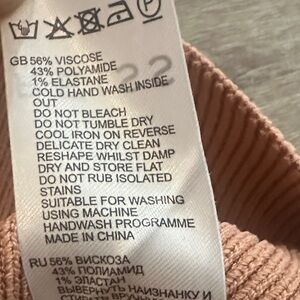 GB 56% VISCOSE
43% POLYAMIDE
1% ELASTANE
COLD HAND WASH INSIDE
OUT
DO NOT BLEACH
DO NOT TUMBLE DRY
COOL IRON ON REVERSE
DELICATE DRY CLEAN
RESHAPE WHILST DAMP
DRY AND STORE FLAT
DO NOT RUB ISOLATED
STAINS
SUITABLE FOR WASHING
USING MACHINE
HANDWASH PROGRAMME
MADE IN CHINA
RU 56% ВИСКОЗА
43% ПОЛИАМИД
1% ЭЛАСТАН
ВЫВЕРНУТЬ НАИЗНАНКУ И